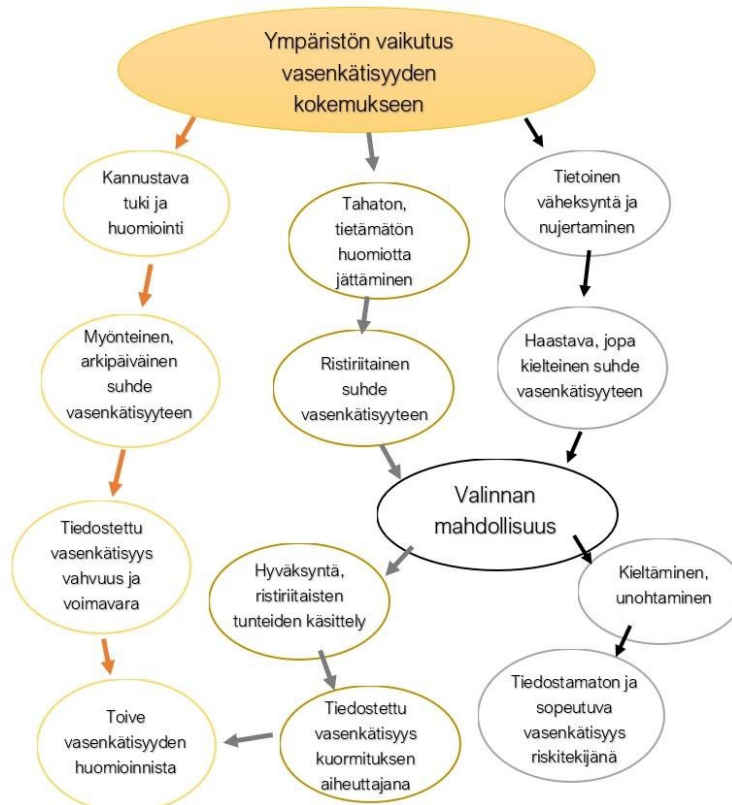 Ympäristön vaikutus
vasenkätisyyden
kokemukseen
Kannustava
tuki ja
huomiointi
Tahaton,
tietämätön
huomiotta
jättäminen
Tietoinen
väheksyntä ja
nujertaminen
Myönteinen,
arkipäiväinen
suhde
vasenkätisyyteen
Ristiriitainen
suhde
vasenkätisyyteen
Haastava, jopa
kielteinen suhde
vasenkätisyyteen
Valinnan
mahdollisuus
Tiedostettu
vasenkätisyys
vahvuus ja
voimavara
Hyväksyntä,
ristiriitaisten
tunteiden käsittely
Kieltäminen,
unohtaminen
Toive
vasenkätisyyden
huomioinnista
Tiedostettu
vasenkätisyys
kuormituksen
aiheuttajana
Tiedostamaton ja
sopeutuva
vasenkätisyys
riskitekijänä